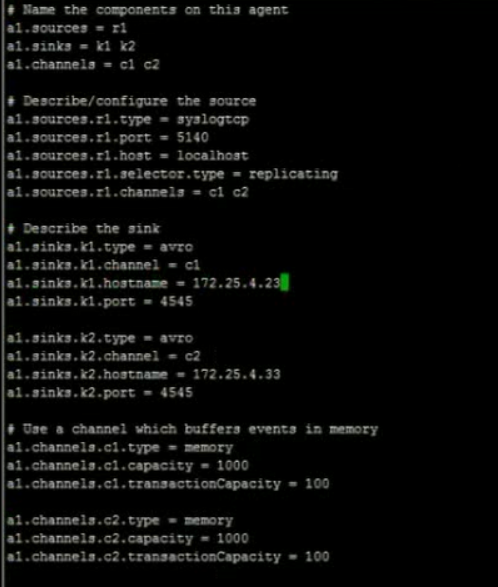 # Name the components on this agent
a1.sources = r1
a1.sinks = k1 k2
a1.channels = c1 c2
# Describe/configure the source
a1.sources.r1.type = syslogtcp
a1.sources.r1.port = 5140
a1.sources.r1.host = localhost
a1.sources.r1.selector.type = replicating
a1.sources.r1.channels = c1 c2
# Describe the sink
a1.sinks.k1.type = avro
a1.sinks.k1.channel = c1
a1.sinks.k1.hostname = 172.25.4.23
a1.sinks.k1.port = 4545
a1.sinks.k2.type = avro
a1.sinks.k2.channel = c2
a1.sinks.k2.hostname = 172.25.4.33
a1.sinks.k2.port = 4545
# Use a channel which buffers events in memory
a1.channels.c1.type = memory
a1.channels.c1.capacity = 1000
a1.channels.c1.transactionCapacity = 100
a1.channels.c2.type = memory
a1.channels.c2.capacity = 1000
a1.channels.c2.transactionCapacity = 100